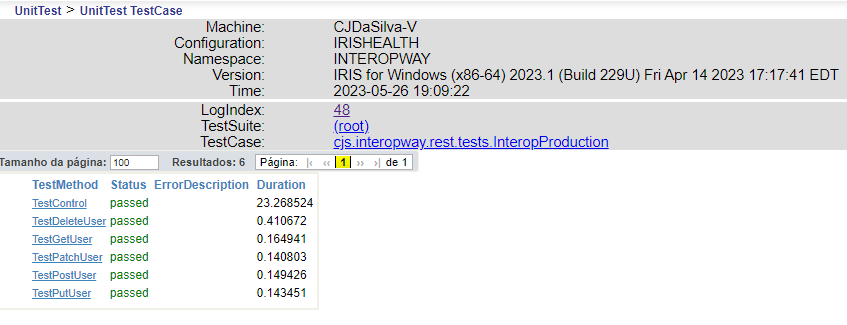 UnitTest > UnitTest TestCase
Machine: CJDaSilva-V
Configuration: IRISHEALTH
Namespace: INTEROPWAY
Version: IRIS for Windows (x86-64) 2023.1 (Build 229U) Fri Apr 14 2023 17:17:41 EDT
Time: 2023-05-26 19:09:22
LogIndex: 48
TestSuite: (root)
TestCase: cjs.interopway.rest.tests.InteropProduction
Tamanho da página: 100 Resultados: 6 Página: |‹ ‹‹ 1 ›› ›| de 1
TestMethod Status ErrorDescription Duration
TestControl passed 23.268524
TestDeleteUser passed 0.410672
TestGetUser passed 0.164941
TestPatchUser passed 0.140803
TestPostUser passed 0.149426
TestPutUser passed 0.143451